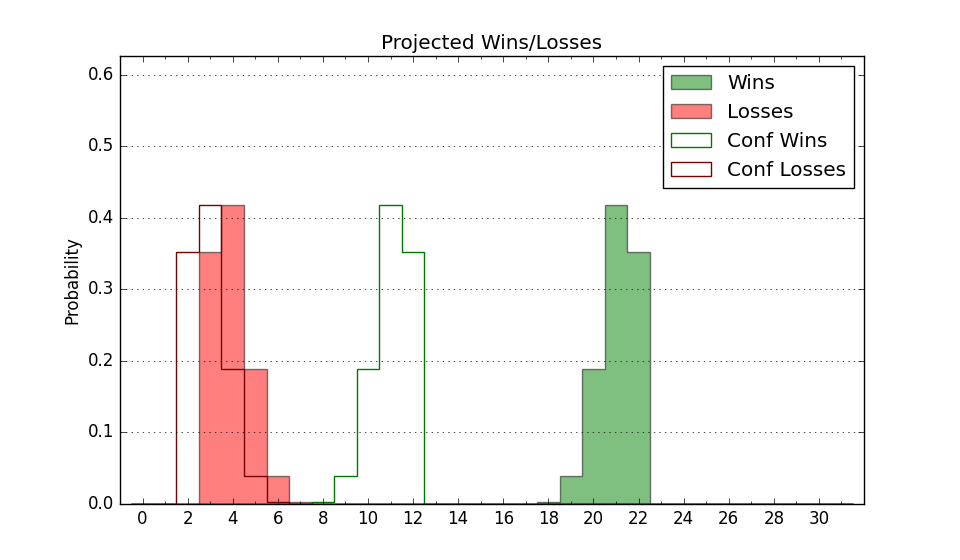 Projected Wins/Losses
Probability
0.6
0.5
0.4
0.3
0.2
0.1
0.0
Wins
Losses
Conf Wins
Conf Losses
0 2 4 6 8 10 12 14 16 18 20 22 24 26 28 30